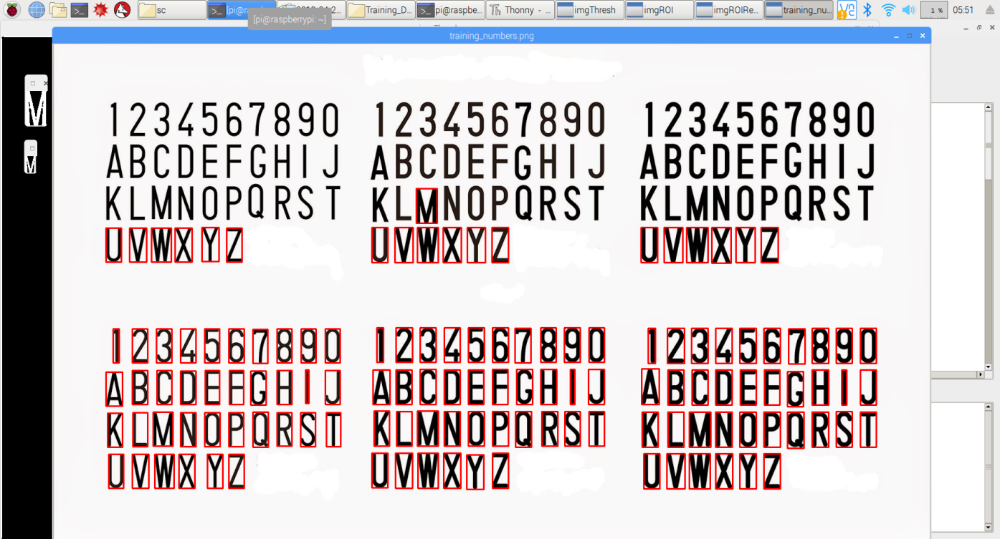 sc
[pi@ras
2018-04-2...
Training_D...
pi@raspbe...
Thonny - ...
imgThresh
imgROI
imgROIRe...
training_nu...
1 %
05:51
[pi@raspberrypi: ~]
training_numbers.png
M
M
1234567890 1234567890 1234567890
ABCDEFGHIJ ABCDEFGHIJ ABCDEFGHIJ
KLMNOPQRST KLMNOPQRST KLMNOPQRST
UVWXYZ UVWXYZ UVWXYZ
1234567890 1234567890 1234567890
ABCDEFGHIJ ABCDEFGHIJ ABCDEFGHIJ
KLMNOPQRST KLMNOPQRST KLMNOPQRST
UVWXYZ UVWXYZ UVWXYZ